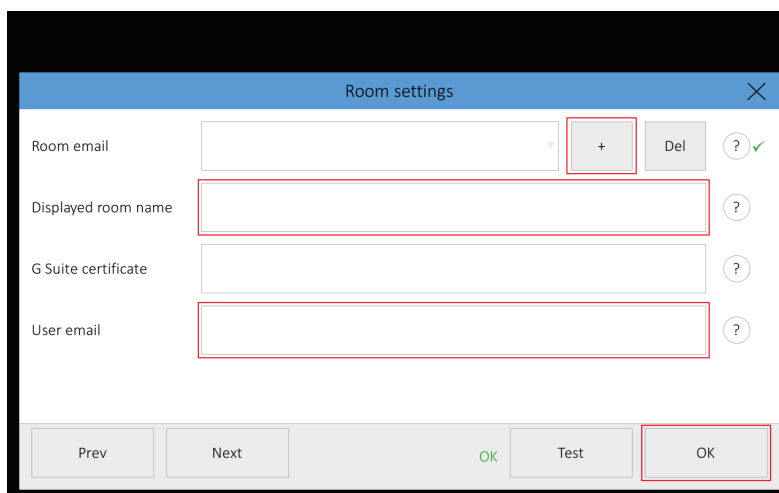 Room settings
Room email + Del ? ✓
Displayed room name ?
G Suite certificate ?
User email ?
Prev Next OK Test OK